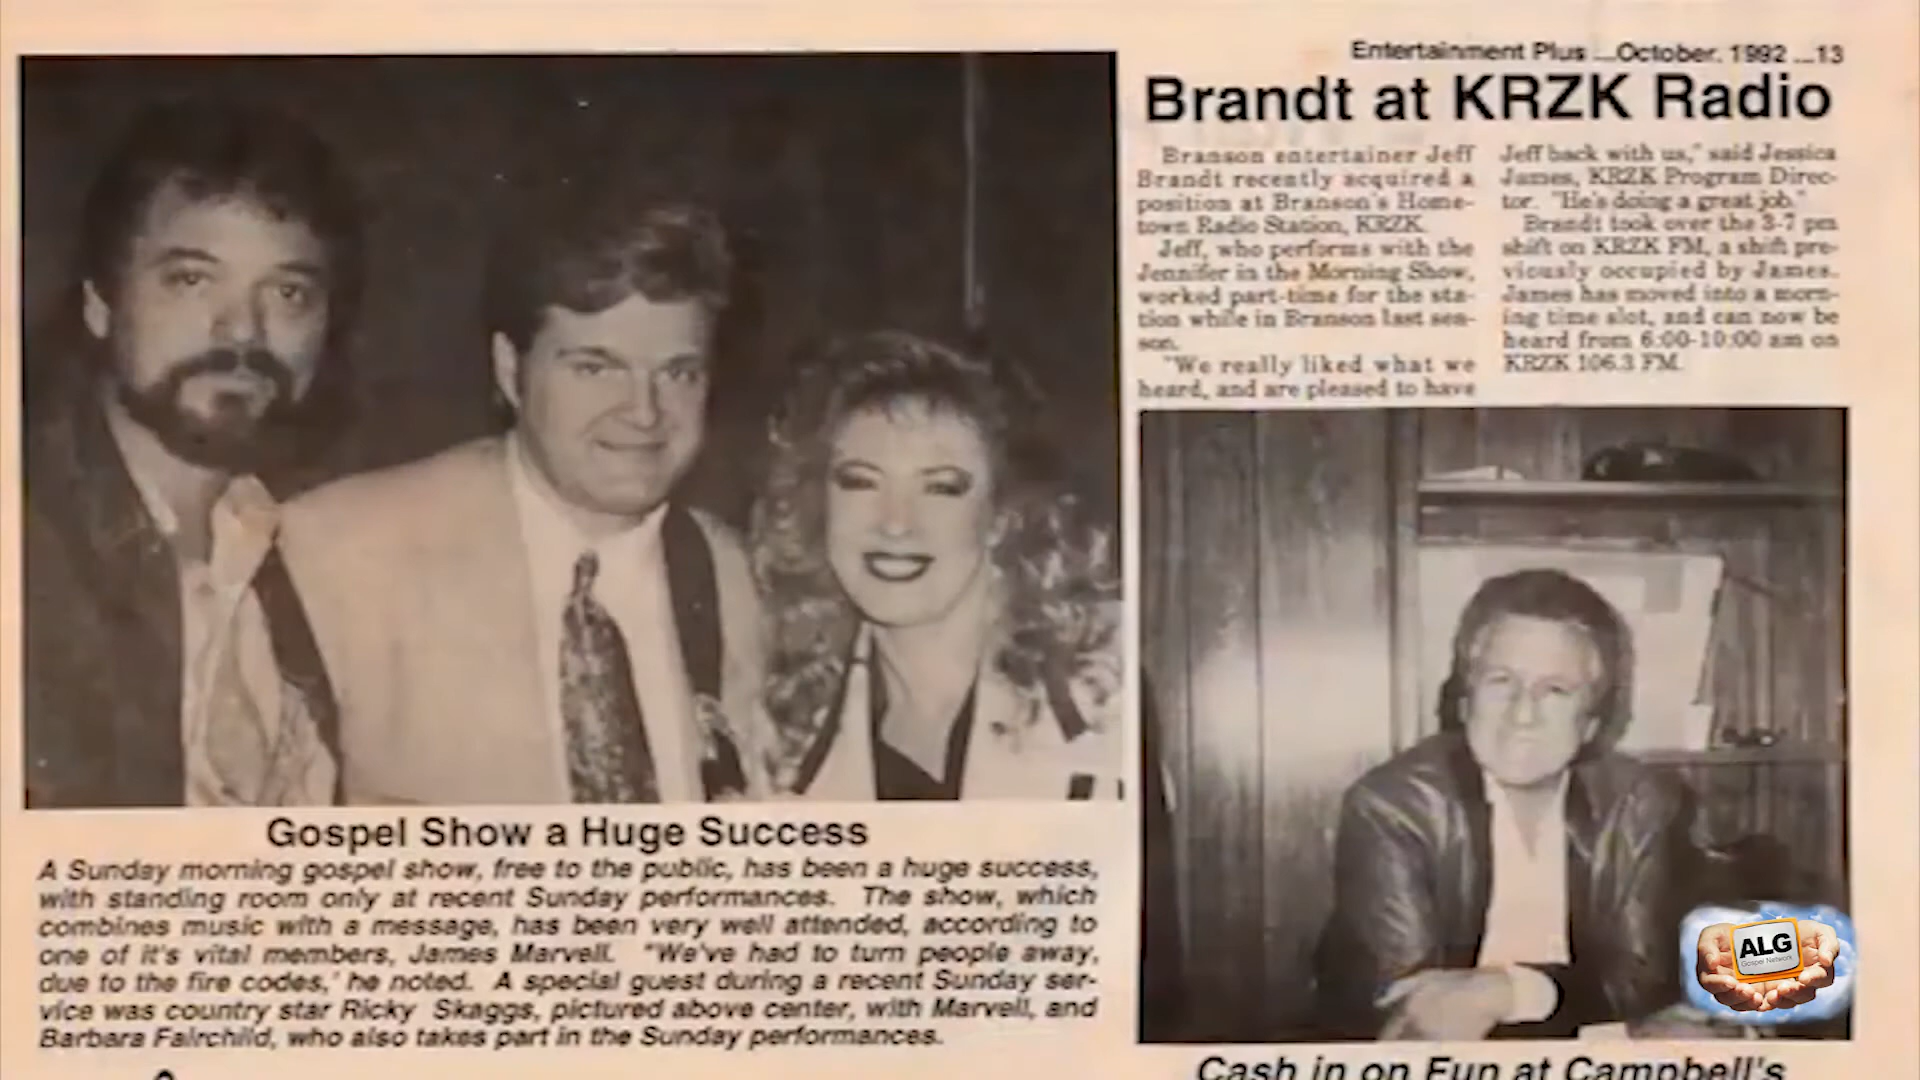 Entertainment Plus ....October, 1992 ....13
Brandt at KRZK Radio
Branson entertainer Jeff
Brandt recently acquired a
position at Branson's Home-
town Radio Station, KRZK.
Jeff, who performs with the
Jennifer in the Morning Show,
worked part-time for the sta-
tion while in Branson last sea-
son.
"We really liked what we
heard, and are pleased to have
Jeff back with us," said Jessica
James, KRZK Program Direc-
tor. "He's doing a great job."
Brandt took over the 3-7 pm
shift on KRZK FM, a shift pre-
viously occupied by James.
James has moved into a morn-
ing time slot, and can now be
heard from 6:00-10:00 am on
KRZK 106.3 FM.
Gospel Show a Huge Success
A Sunday morning gospel show, free to the public, has been a huge success,
with standing room only at recent Sunday performances. The show, which
combines music with a message, has been very well attended, according to
one of it's vital members, James Marvell. "We've had to turn people away,
due to the fire codes,' he noted. A special guest during a recent Sunday ser-
vice was country star Ricky Skaggs, pictured above center, with Marvell, and
Barbara Fairchild, who also takes part in the Sunday performances.
Cash in on Fun at Campbell's
ALG
Gospel Network